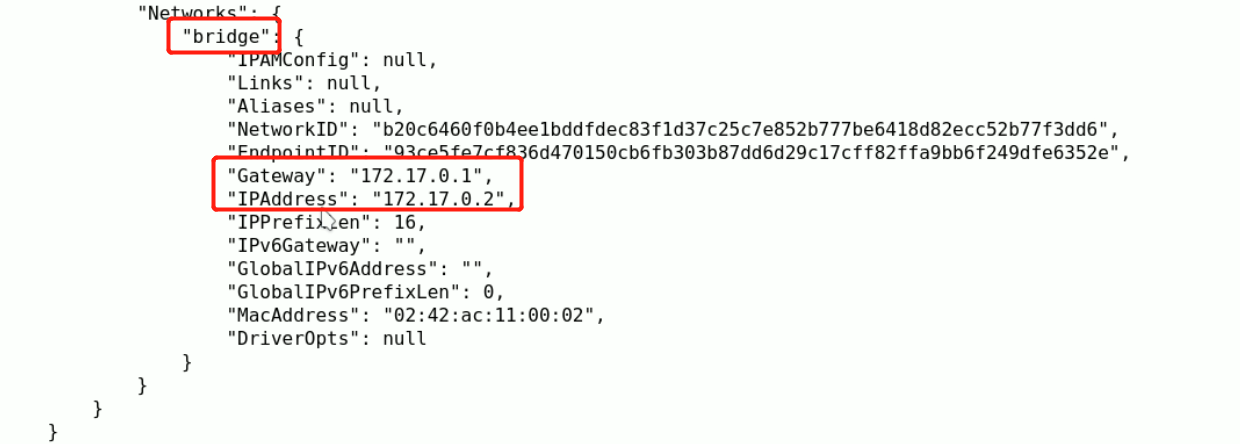 "Networks": {
"bridge": {
"IPAMConfig": null,
"Links": null,
"Aliases": null,
"NetworkID": "b20c6460f0b4ee1bddfdec83f1d37c25c7e852b777be6418d82ecc52b77f3dd6",
"EndpointID": "93ce5fe7cf836d470150cb6fb303b87dd6d29c17cff82ffa9bb6f249dfe6352e",
"Gateway": "172.17.0.1",
"IPAddress": "172.17.0.2",
"IPPrefixLen": 16,
"IPv6Gateway": "",
"GlobalIPv6Address": "",
"GlobalIPv6PrefixLen": 0,
"MacAddress": "02:42:ac:11:00:02",
"DriverOpts": null
}
}
}
}